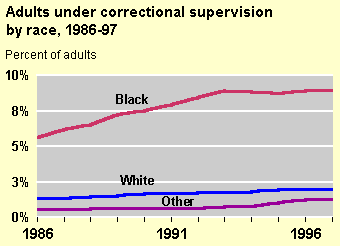 Adults under correctional supervision
by race, 1986-97
Percent of adults
10%
Black
8%
5%
3%
White
Other
0%
1986
1991
1996